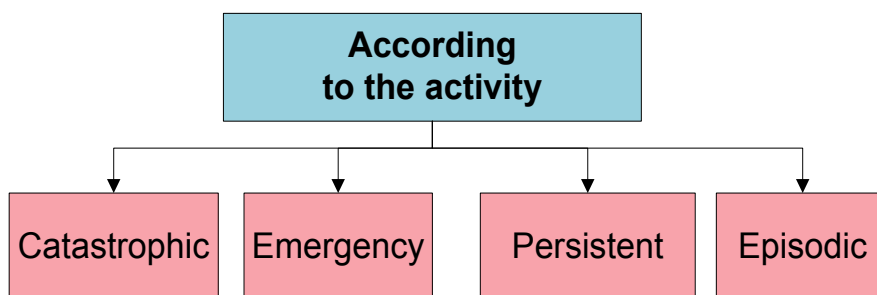 According
to the activity
Catastrophic
Emergency
Persistent
Episodic